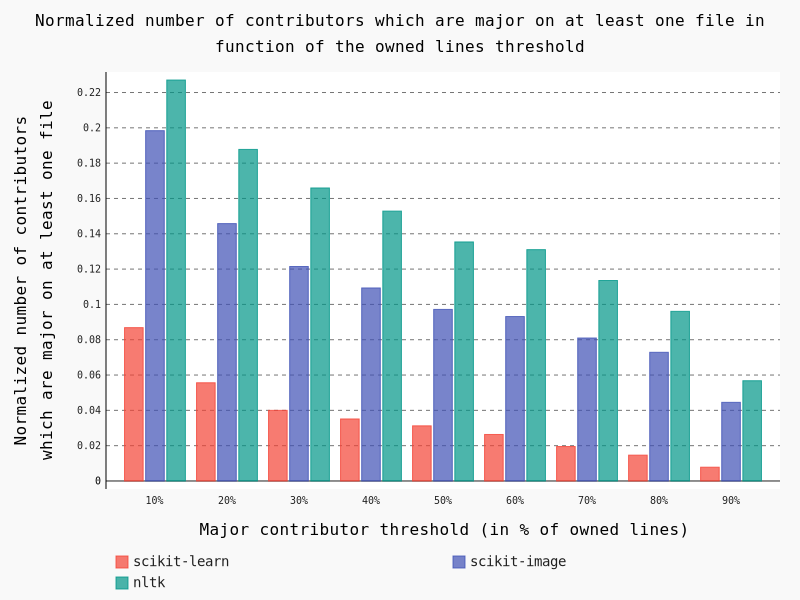 Normalized number of contributors which are major on at least one file in
function of the owned lines threshold
Normalized number of contributors
which are major on at least one file
0.22
0.2
0.18
0.16
0.14
0.12
0.1
0.08
0.06
0.04
0.02
0
10% 20% 30% 40% 50% 60% 70% 80% 90%
Major contributor threshold (in % of owned lines)
scikit-learn scikit-image
nltk